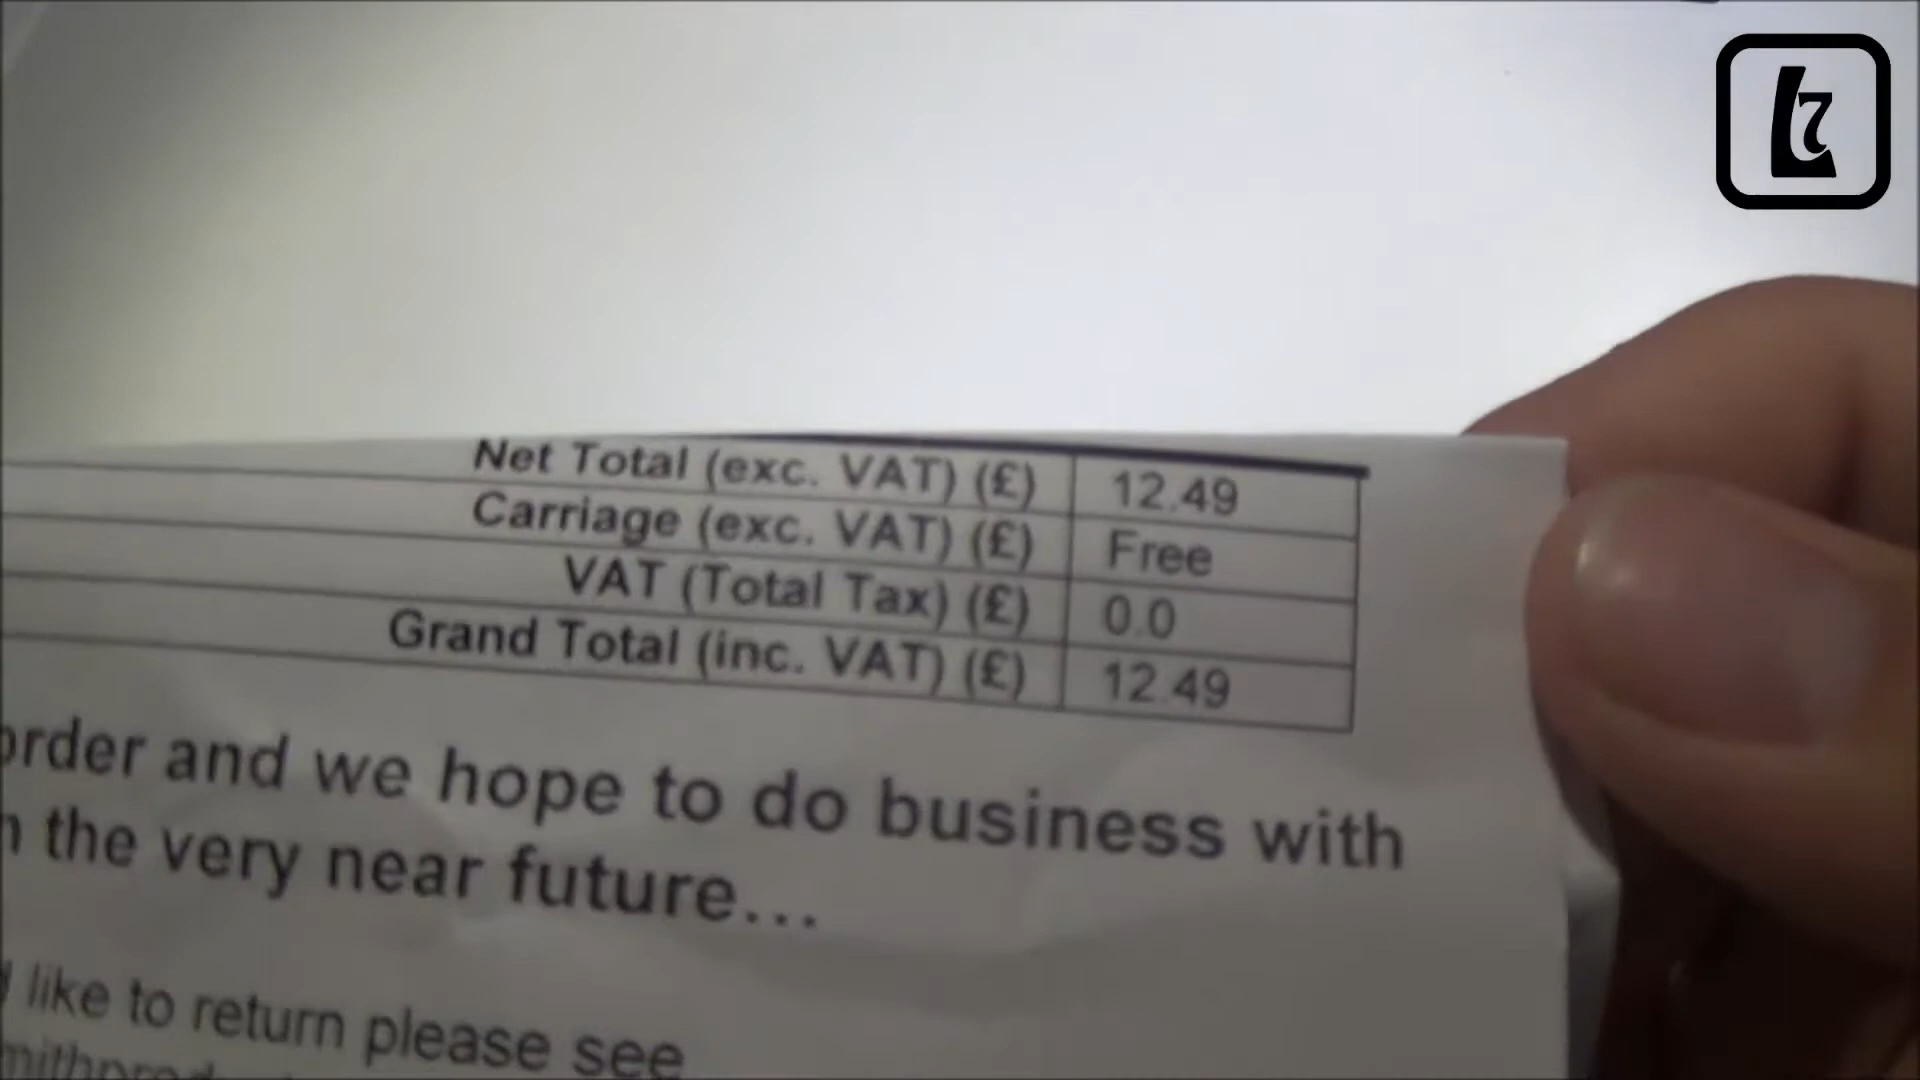 L7
Net Total (exc. VAT) (£) 12.49
Carriage (exc. VAT) (£) Free
VAT (Total Tax) (£) 0.0
Grand Total (inc. VAT) (£) 12.49
order and we hope to do business with
the very near future...
like to return please see